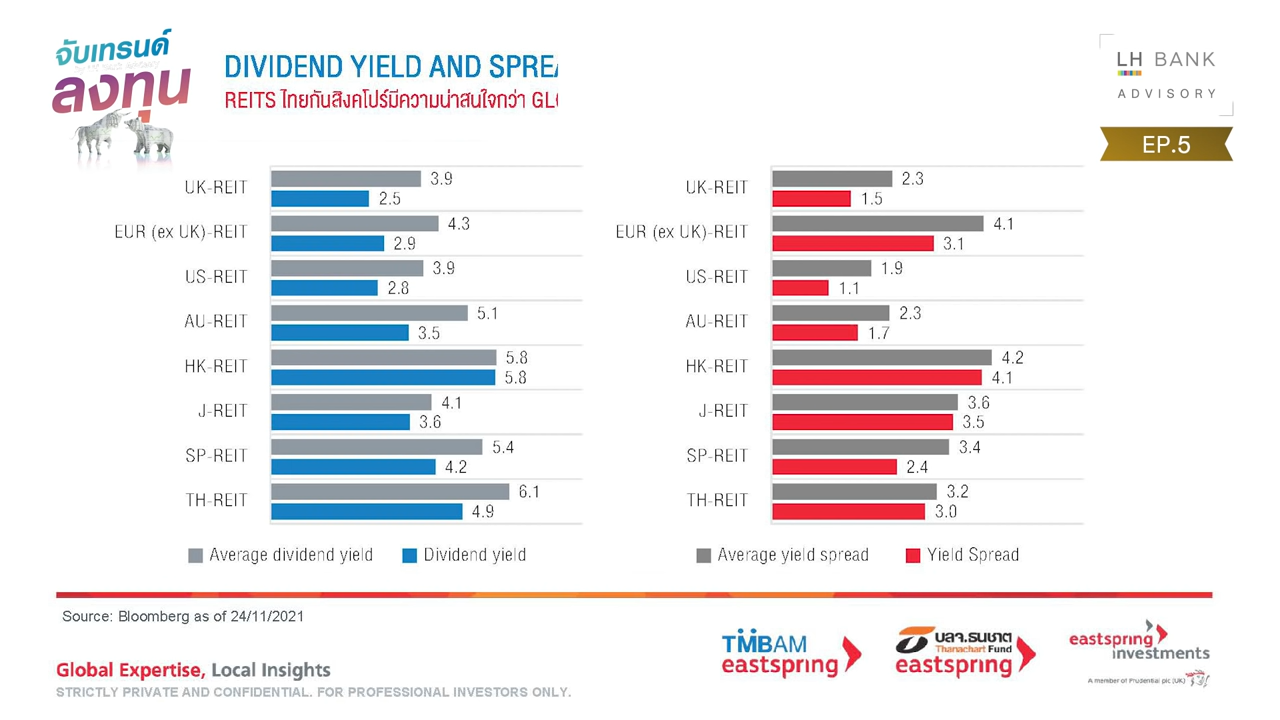 จับเทรนด์
ลงทุน
DIVIDEND YIELD AND SPREA
REITS ไทยกับสิงคโปร์มีความน่าสนใจกว่า GLO
LH BANK
ADVISORY
EP.5
UK-REIT 3.9 2.5
EUR (ex UK)-REIT 4.3 2.9
US-REIT 3.9 2.8
AU-REIT 5.1 3.5
HK-REIT 5.8 5.8
J-REIT 4.1 3.6
SP-REIT 5.4 4.2
TH-REIT 6.1 4.9
Average dividend yield Dividend yield
UK-REIT 2.3 1.5
EUR (ex UK)-REIT 4.1 3.1
US-REIT 1.9 1.1
AU-REIT 2.3 1.7
HK-REIT 4.2 4.1
J-REIT 3.6 3.5
SP-REIT 3.4 2.4
TH-REIT 3.2 3.0
Average yield spread Yield Spread
Source: Bloomberg as of 24/11/2021
Global Expertise, Local Insights
STRICTLY PRIVATE AND CONFIDENTIAL. FOR PROFESSIONAL INVESTORS ONLY.
TMBAM
eastspring
บลจ.ธนชาต
Thanachart Fund
eastspring
eastspring
investments
A member of Prudential plc (UK)